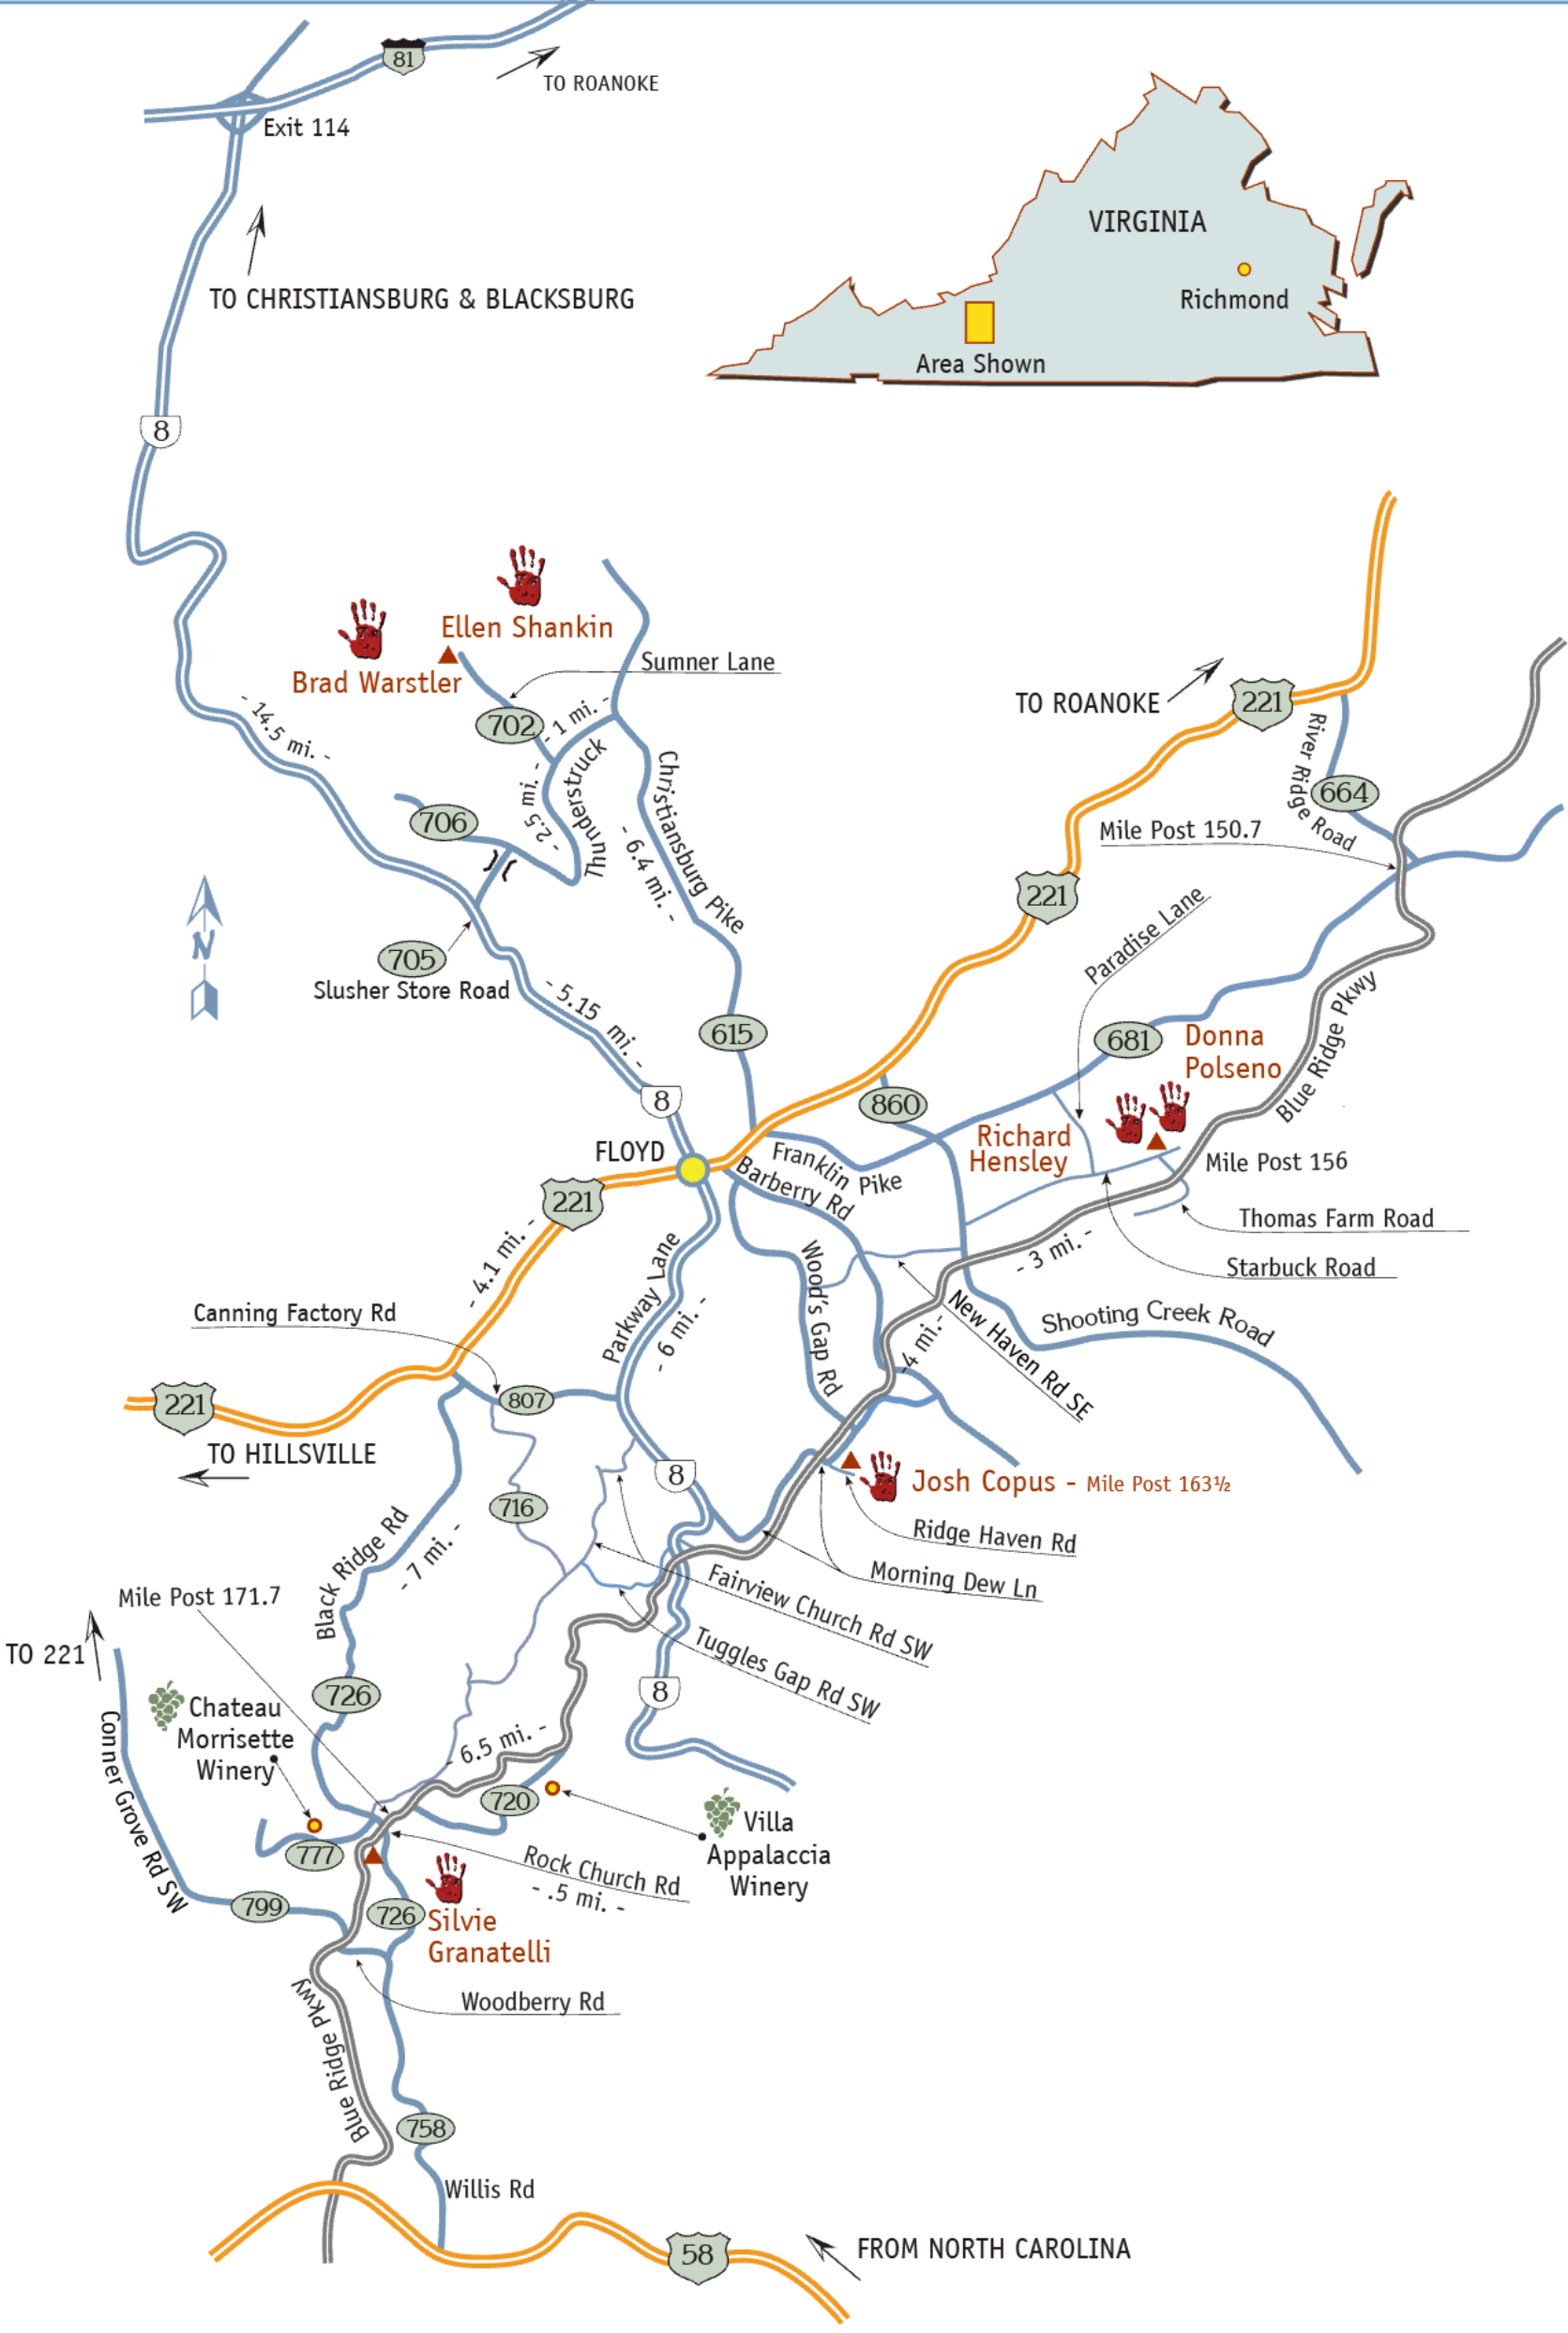 81
TO ROANOKE
Exit 114
TO CHRISTIANSBURG & BLACKSBURG
VIRGINIA
Richmond
Area Shown
8
Ellen Shankin
Brad Warstler
Sumner Lane
702
- 1 mi. -
- 14.5 mi. -
- 2.5 mi. -
Thunderstruck
706
Christiansburg Pike
- 6.4 mi. -
TO ROANOKE
221
River Ridge Road
664
Mile Post 150.7
221
Paradise Lane
N
705
Slusher Store Road
- 5.15 mi. -
615
681
Donna
Polseno
Blue Ridge Pkwy
8
860
FLOYD
Richard
Hensley
Franklin Pike
Barberry Rd
Mile Post 156
221
Thomas Farm Road
- 4.1 mi. -
Parkway Lane
Wood's Gap Rd
- 3 mi. -
Starbuck Road
Canning Factory Rd
- 6 mi. -
-4 mi.-
New Haven Rd SE
Shooting Creek Road
221
807
TO HILLSVILLE
8
Josh Copus - Mile Post 163½
716
Black Ridge Rd
- 7 mi. -
Ridge Haven Rd
Morning Dew Ln
Fairview Church Rd SW
Mile Post 171.7
TO 221
Tuggles Gap Rd SW
726
8
Chateau
Morrisette
Winery
Conner Grove Rd SW
- 6.5 mi. -
720
Villa
Appalaccia
Winery
777
Rock Church Rd
- .5 mi. -
799
726
Silvie
Granatelli
Woodberry Rd
Blue Ridge Pkwy
758
Willis Rd
58
FROM NORTH CAROLINA